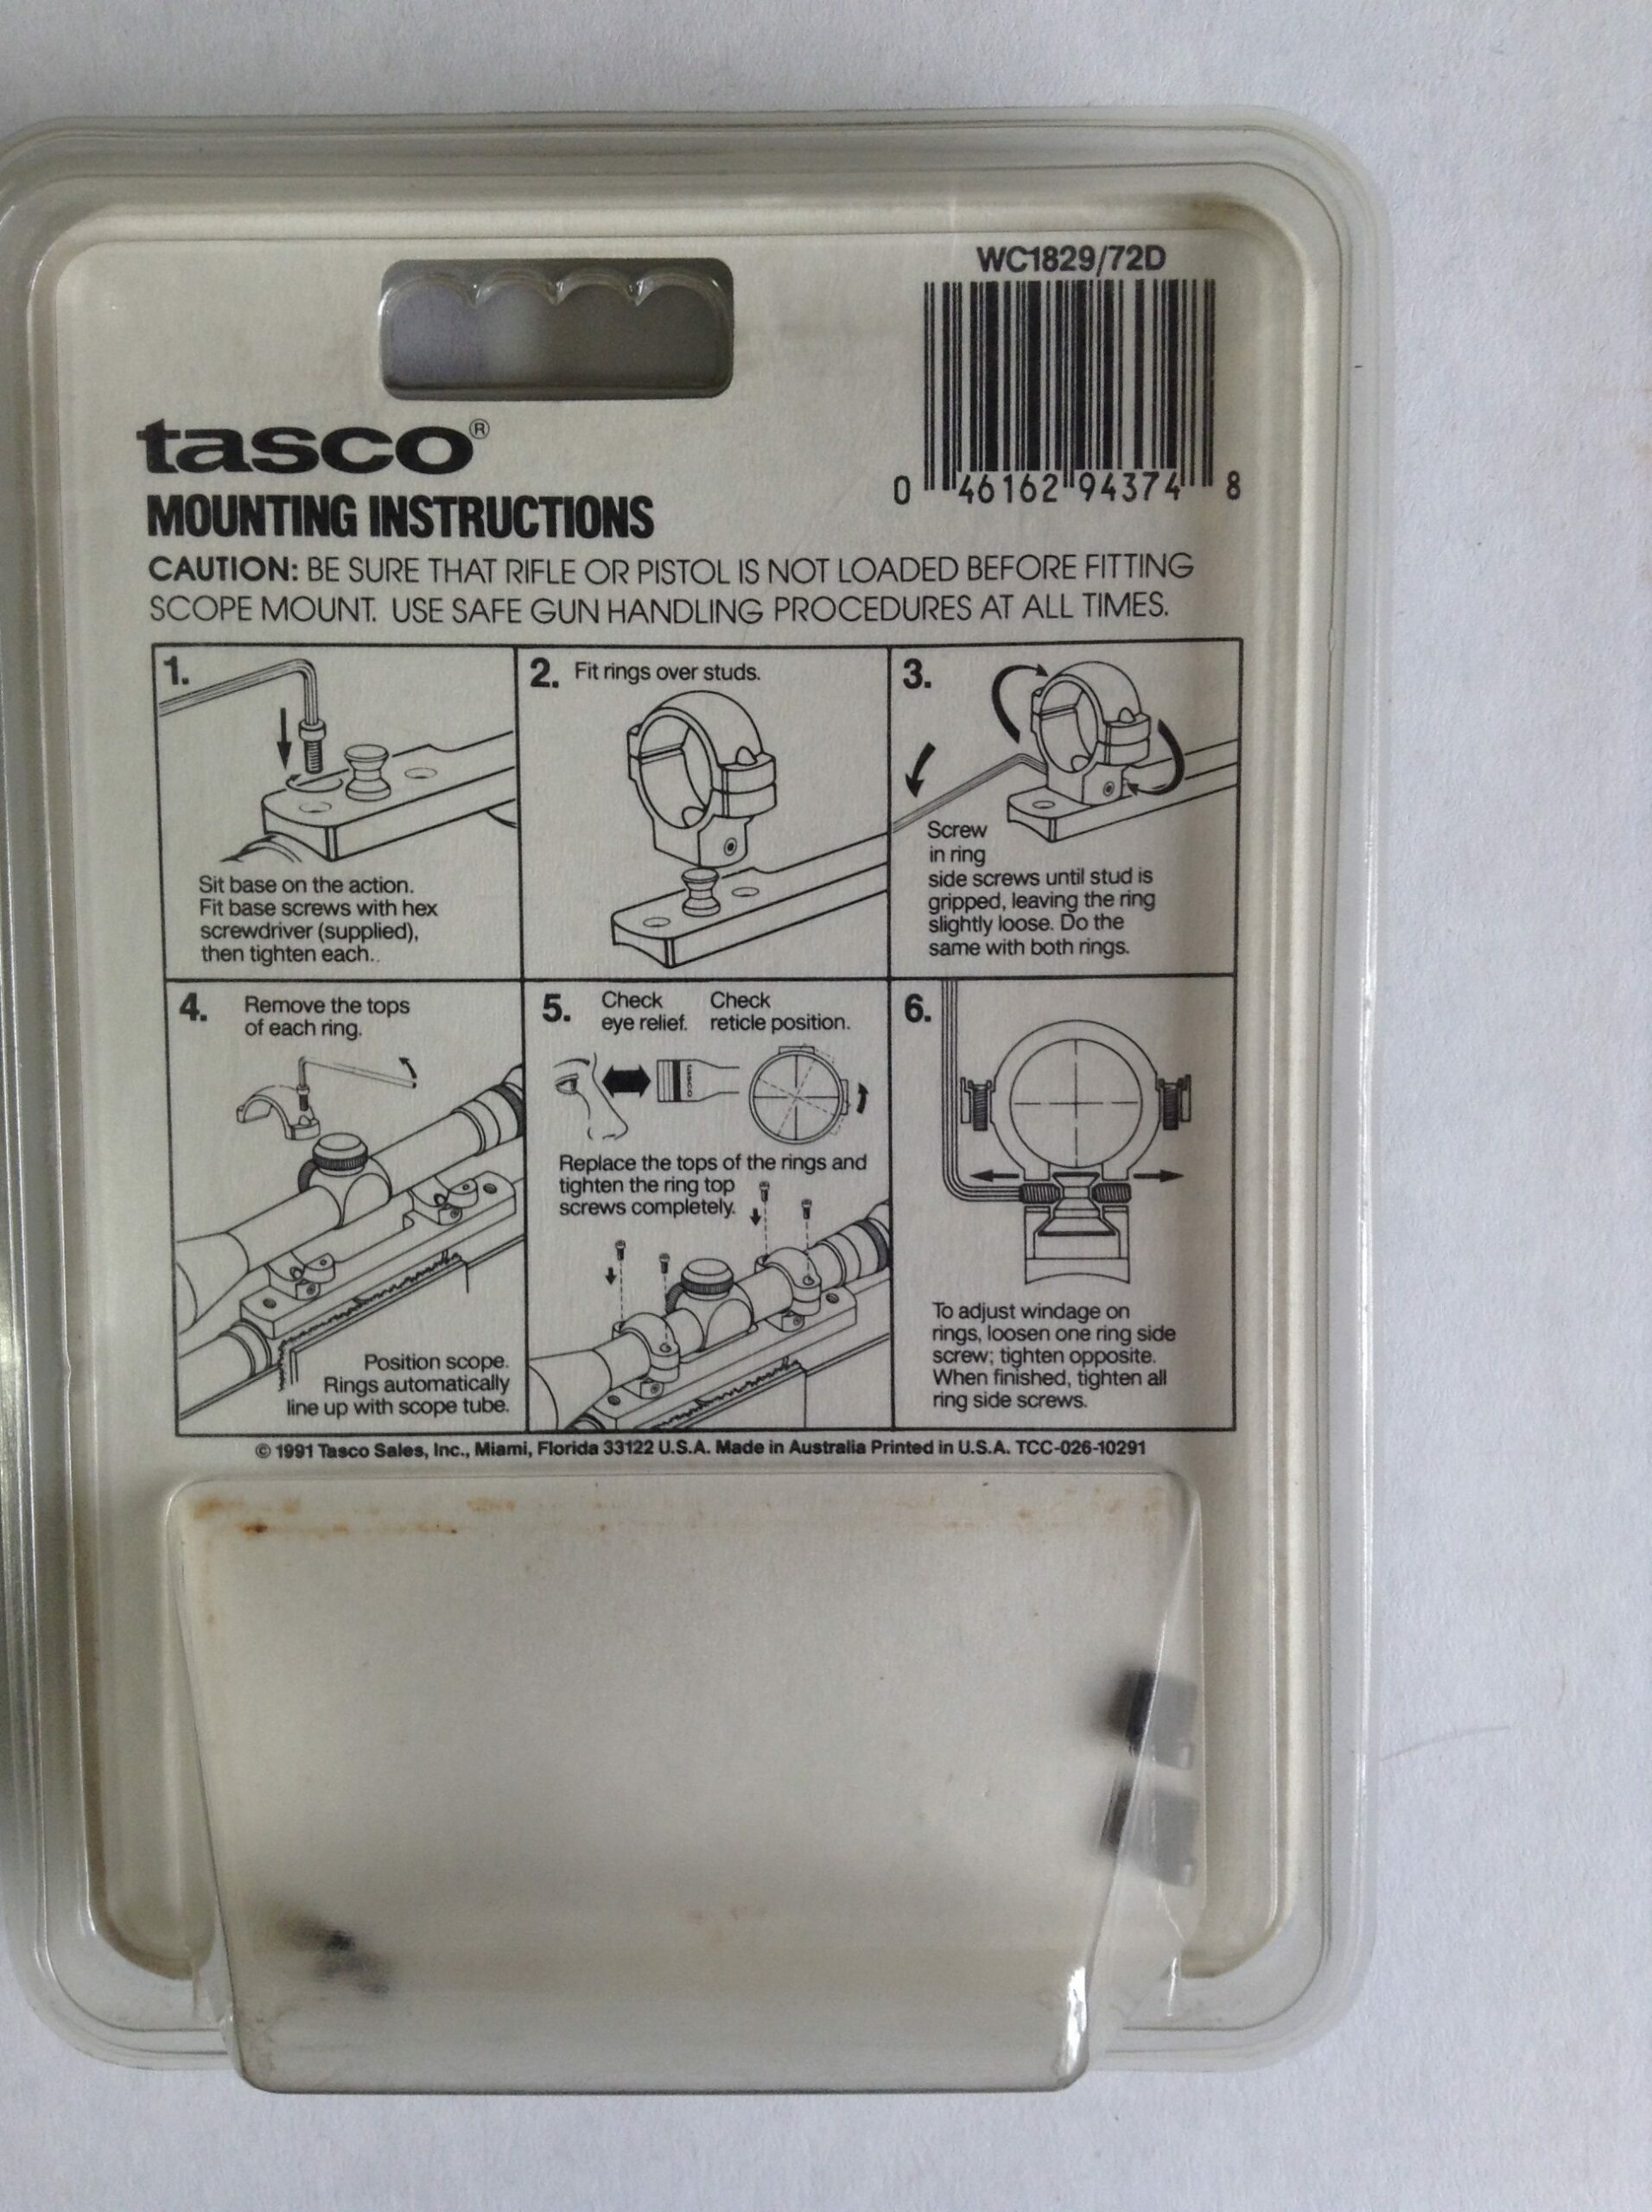 WC1829/72D
0 46162 94374 8
tasco®
MOUNTING INSTRUCTIONS
CAUTION: BE SURE THAT RIFLE OR PISTOL IS NOT LOADED BEFORE FITTING
SCOPE MOUNT. USE SAFE GUN HANDLING PROCEDURES AT ALL TIMES.
1.
Sit base on the action.
Fit base screws with hex
screwdriver (supplied),
then tighten each..
2. Fit rings over studs.
3.
Screw
in ring
side screws until stud is
gripped, leaving the ring
slightly loose. Do the
same with both rings.
4. Remove the tops
of each ring.
Position scope.
Rings automatically
line up with scope tube.
5. Check
eye relief.
Check
reticle position.
tasco
Replace the tops of the rings and
tighten the ring top
screws completely.
6.
To adjust windage on
rings, loosen one ring side
screw; tighten opposite.
When finished, tighten all
ring side screws.
© 1991 Tasco Sales, Inc., Miami, Florida 33122 U.S.A. Made in Australia Printed in U.S.A. TCC-026-10291